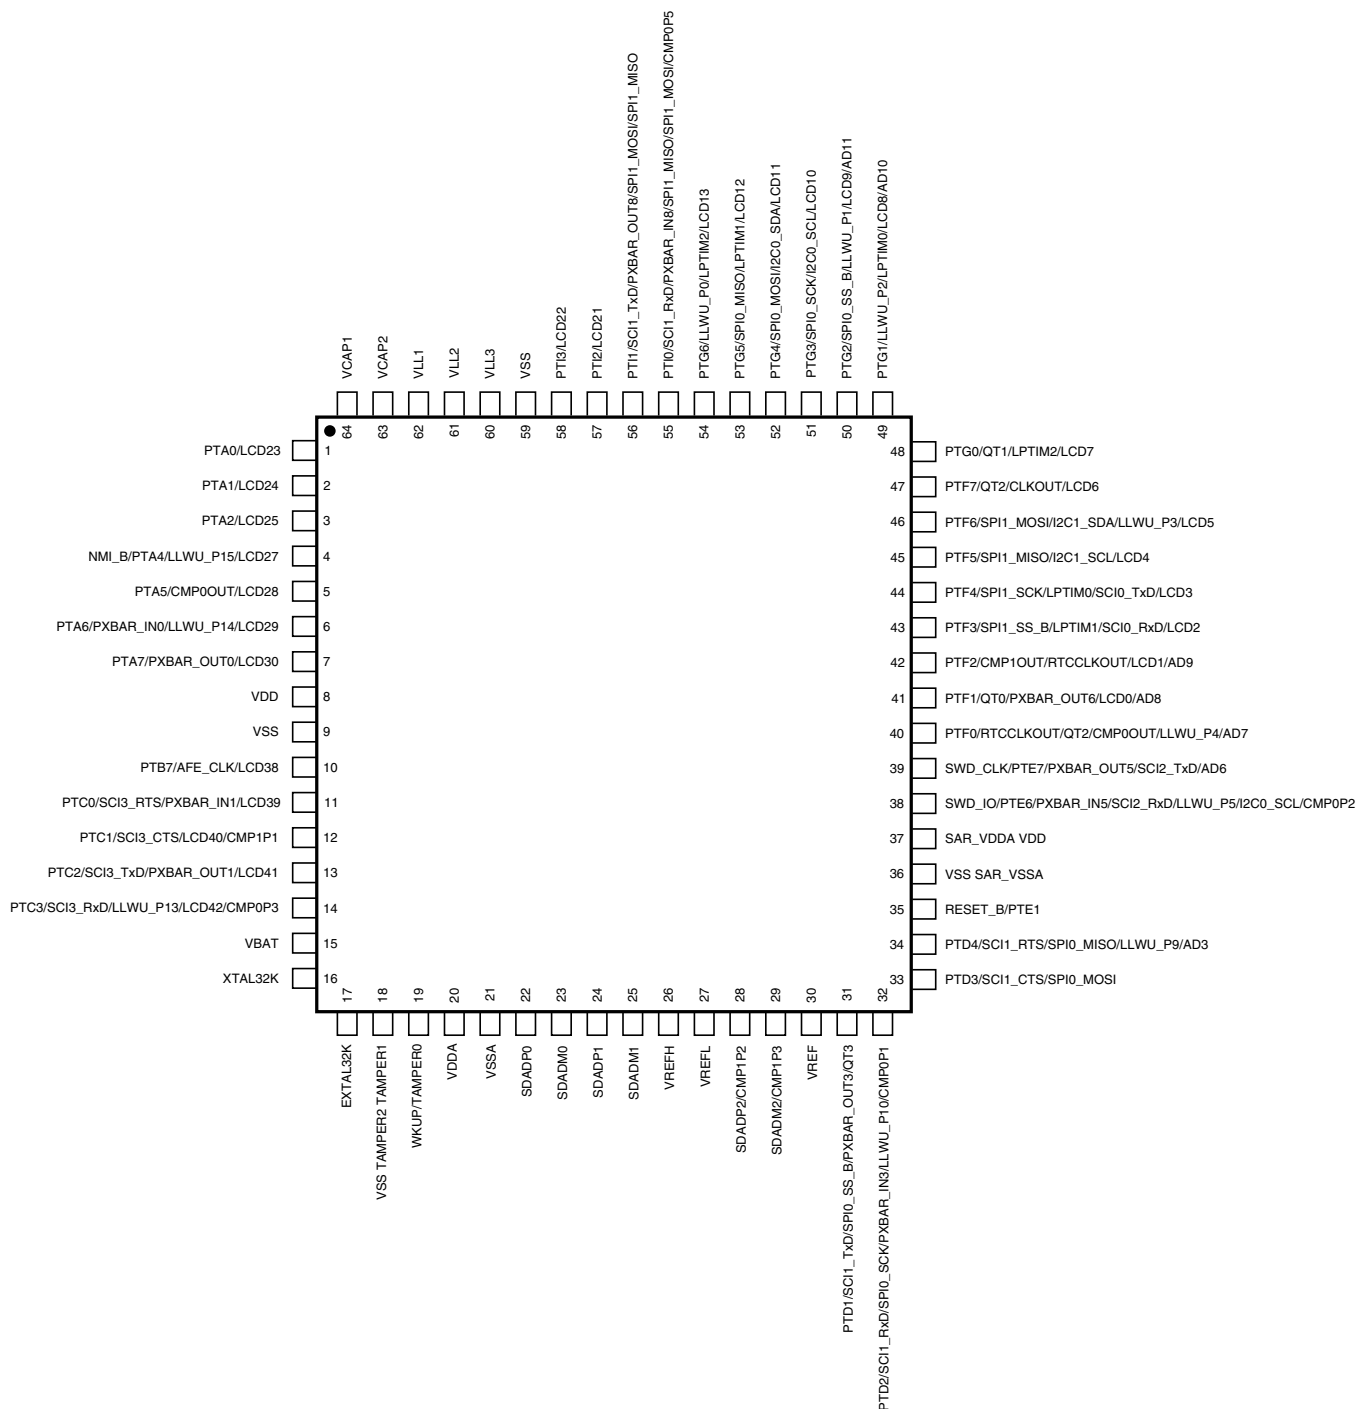 VCAP1
VCAP2
VLL1
VLL2
VLL3
VSS
PTI3/LCD22
PTI2/LCD21
PTI1/SCI1_TxD/PXBAR_OUT8/SPI1_MOSI/SPI1_MISO
PTI0/SCI1_RxD/PXBAR_IN8/SPI1_MISO/SPI1_MOSI/CMP0P5
PTG6/LLWU_P0/LPTIM2/LCD13
PTG5/SPI0_MISO/LPTIM1/LCD12
PTG4/SPI0_MOSI/I2C0_SDA/LCD11
PTG3/SPI0_SCK/I2C0_SCL/LCD10
PTG2/SPI0_SS_B/LLWU_P1/LCD9/AD11
PTG1/LLWU_P2/LPTIM0/LCD8/AD10
64
63
62
61
60
59
58
57
56
55
54
53
52
51
50
49
PTA0/LCD23 1
PTA1/LCD24 2
PTA2/LCD25 3
NMI_B/PTA4/LLWU_P15/LCD27 4
PTA5/CMP0OUT/LCD28 5
PTA6/PXBAR_IN0/LLWU_P14/LCD29 6
PTA7/PXBAR_OUT0/LCD30 7
VDD 8
VSS 9
PTB7/AFE_CLK/LCD38 10
PTC0/SCI3_RTS/PXBAR_IN1/LCD39 11
PTC1/SCI3_CTS/LCD40/CMP1P1 12
PTC2/SCI3_TxD/PXBAR_OUT1/LCD41 13
PTC3/SCI3_RxD/LLWU_P13/LCD42/CMP0P3 14
VBAT 15
XTAL32K 16
48 PTG0/QT1/LPTIM2/LCD7
47 PTF7/QT2/CLKOUT/LCD6
46 PTF6/SPI1_MOSI/I2C1_SDA/LLWU_P3/LCD5
45 PTF5/SPI1_MISO/I2C1_SCL/LCD4
44 PTF4/SPI1_SCK/LPTIM0/SCI0_TxD/LCD3
43 PTF3/SPI1_SS_B/LPTIM1/SCI0_RxD/LCD2
42 PTF2/CMP1OUT/RTCCLKOUT/LCD1/AD9
41 PTF1/QT0/PXBAR_OUT6/LCD0/AD8
40 PTF0/RTCCLKOUT/QT2/CMP0OUT/LLWU_P4/AD7
39 SWD_CLK/PTE7/PXBAR_OUT5/SCI2_TxD/AD6
38 SWD_IO/PTE6/PXBAR_IN5/SCI2_RxD/LLWU_P5/I2C0_SCL/CMP0P2
37 SAR_VDDA VDD
36 VSS SAR_VSSA
35 RESET_B/PTE1
34 PTD4/SCI1_RTS/SPI0_MISO/LLWU_P9/AD3
33 PTD3/SCI1_CTS/SPI0_MOSI
17
18
19
20
21
22
23
24
25
26
27
28
29
30
31
32
EXTAL32K
VSS TAMPER2 TAMPER1
WKUP/TAMPER0
VDDA
VSSA
SDADP0
SDADM0
SDADP1
SDADM1
VREFH
VREFL
SDADP2/CMP1P2
SDADM2/CMP1P3
VREF
PTD1/SCI1_TxD/SPI0_SS_B/PXBAR_OUT3/QT3
PTD2/SCI1_RxD/SPI0_SCK/PXBAR_IN3/LLWU_P10/CMP0P1